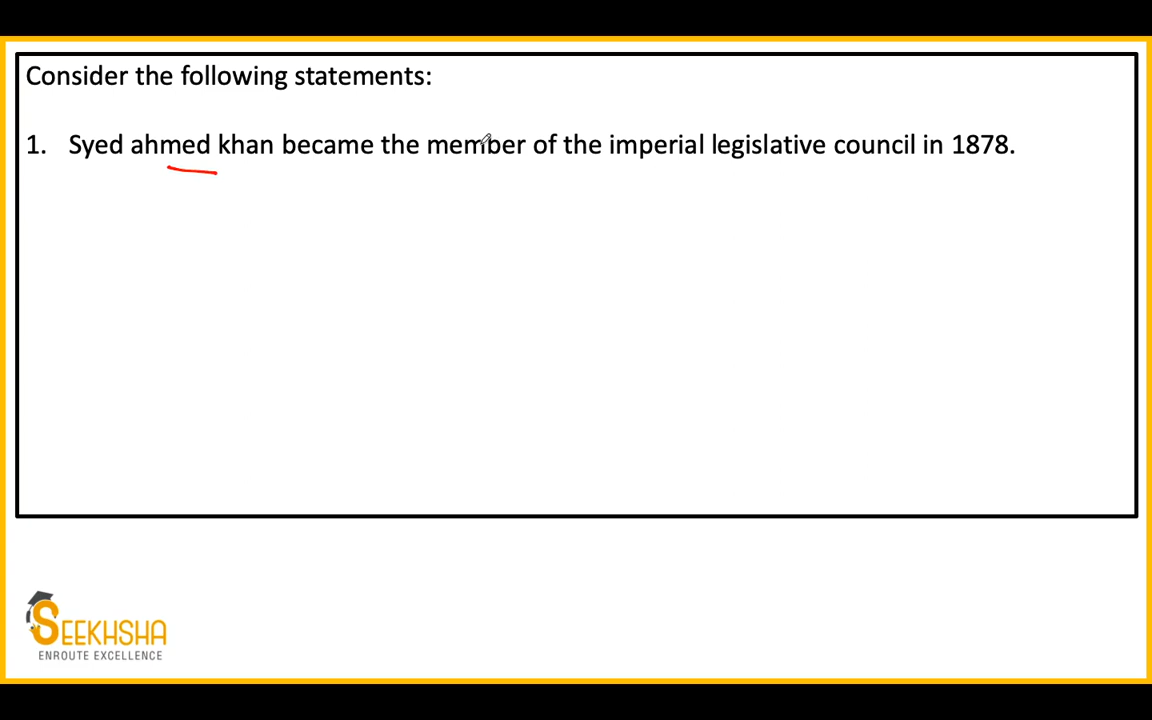 Consider the following statements:
1. Syed ahmed khan became the member of the imperial legislative council in 1878.
SEEKHSHA
ENROUTE EXCELLENCE